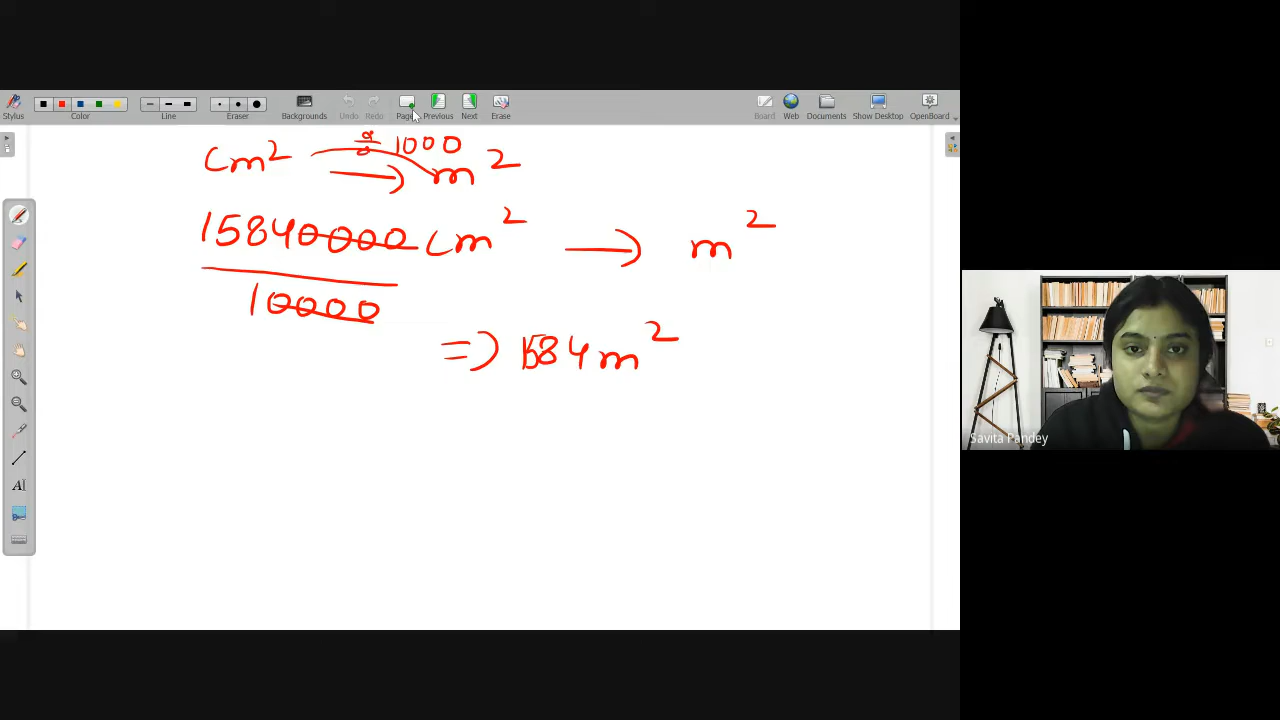 Stylus Color Line Eraser Backgrounds Undo Redo Pages Previous Next Erase Board Web Documents Show Desktop OpenBoard
÷ 1000
cm² → m²
15840000 cm² → m²
10000
=> 1584 m²
Savita Pandey